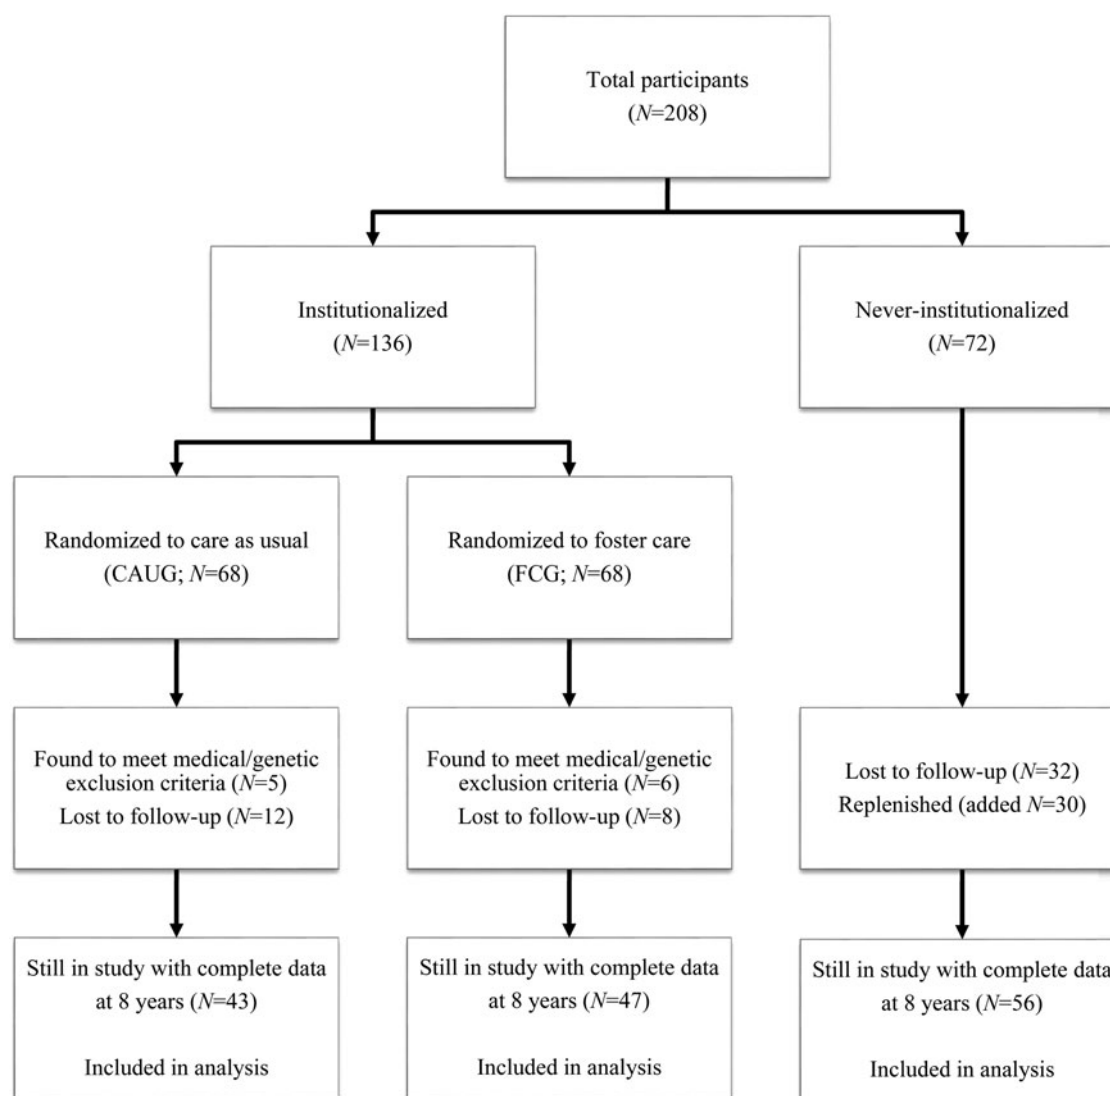 Total participants
(N=208)
Institutionalized
(N=136)
Never-institutionalized
(N=72)
Randomized to care as usual
(CAUG; N=68)
Randomized to foster care
(FCG; N=68)
Found to meet medical/genetic
exclusion criteria (N=5)
Lost to follow-up (N=12)
Found to meet medical/genetic
exclusion criteria (N=6)
Lost to follow-up (N=8)
Lost to follow-up (N=32)
Replenished (added N=30)
Still in study with complete data
at 8 years (N=43)
Included in analysis
Still in study with complete data
at 8 years (N=47)
Included in analysis
Still in study with complete data
at 8 years (N=56)
Included in analysis